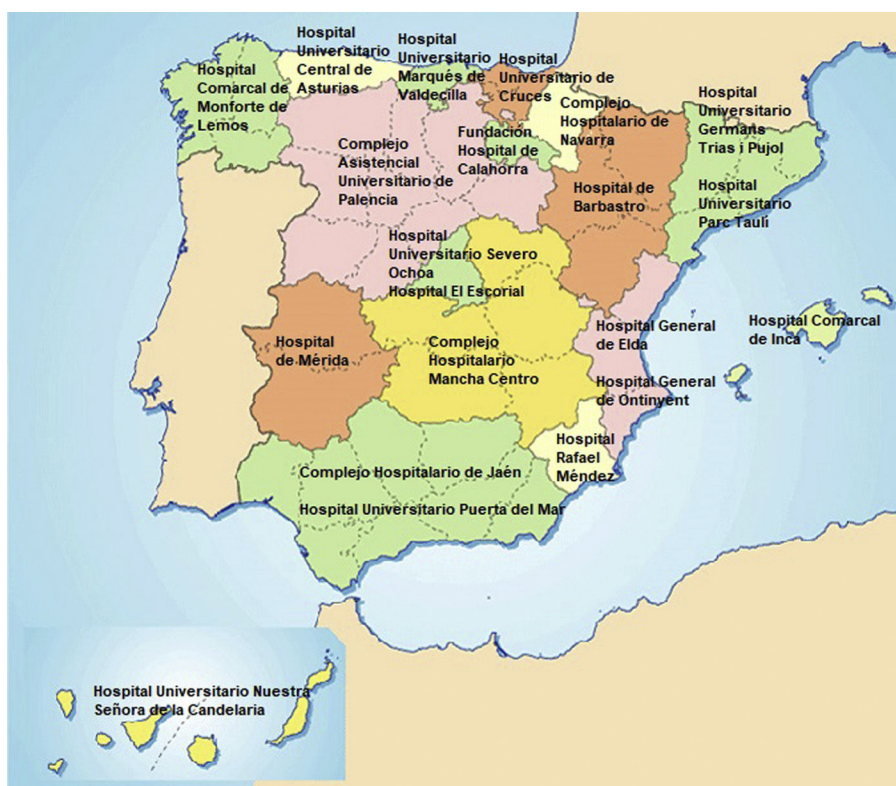 Hospital
Comarcal de
Monforte de
Lemos
Hospital
Universitario
Central de
Asturias
Hospital
Universitario
Marqués de
Valdecilla
Hospital
Universitario de
Cruces
Complejo
Hospitalario de
Navarra
Hospital
Universitario
Germans
Trias i Pujol
Complejo
Asistencial
Universitario de
Palencia
Fundación
Hospital de
Calahorra
Hospital de
Barbastro
Hospital
Universitario
Parc Taulí
Hospital
Universitario Severo
Ochoa
Hospital El Escorial
Hospital
de Mérida
Complejo
Hospitalario
Mancha Centro
Hospital General
de Elda
Hospital Comarcal
de Inca
Hospital General
de Ontinyent
Hospital
Rafael
Méndez
Complejo Hospitalario de Jaén
Hospital Universitario Puerta del Mar
Hospital Universitario Nuestra
Señora de la Candelaria